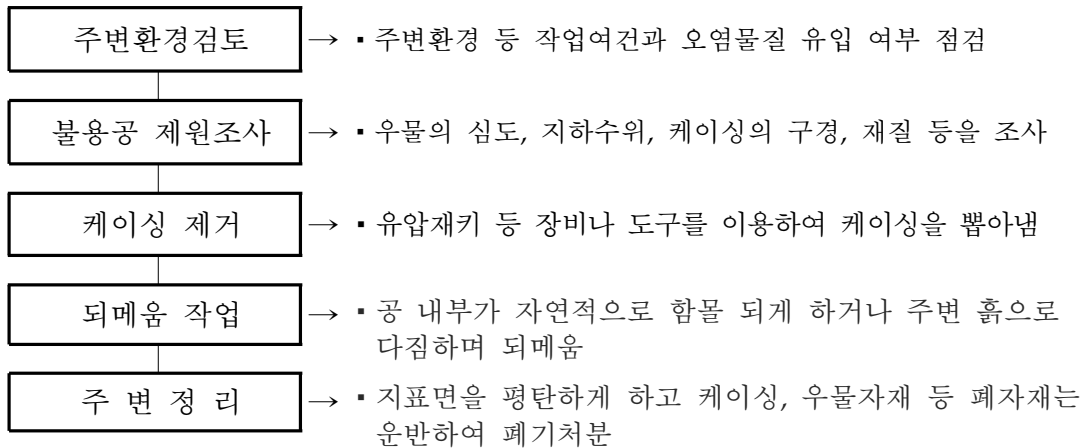 주변환경검토 → ▪ 주변환경 등 작업여건과 오염물질 유입 여부 점검
불용공 제원조사 → ▪ 우물의 심도, 지하수위, 케이싱의 구경, 재질 등을 조사
케이싱 제거 → ▪ 유압재키 등 장비나 도구를 이용하여 케이싱을 뽑아냄
되메움 작업 → ▪ 공 내부가 자연적으로 함몰 되게 하거나 주변 흙으로
다짐하며 되메움
주 변 정 리 → ▪ 지표면을 평탄하게 하고 케이싱, 우물자재 등 폐자재는
운반하여 폐기처분